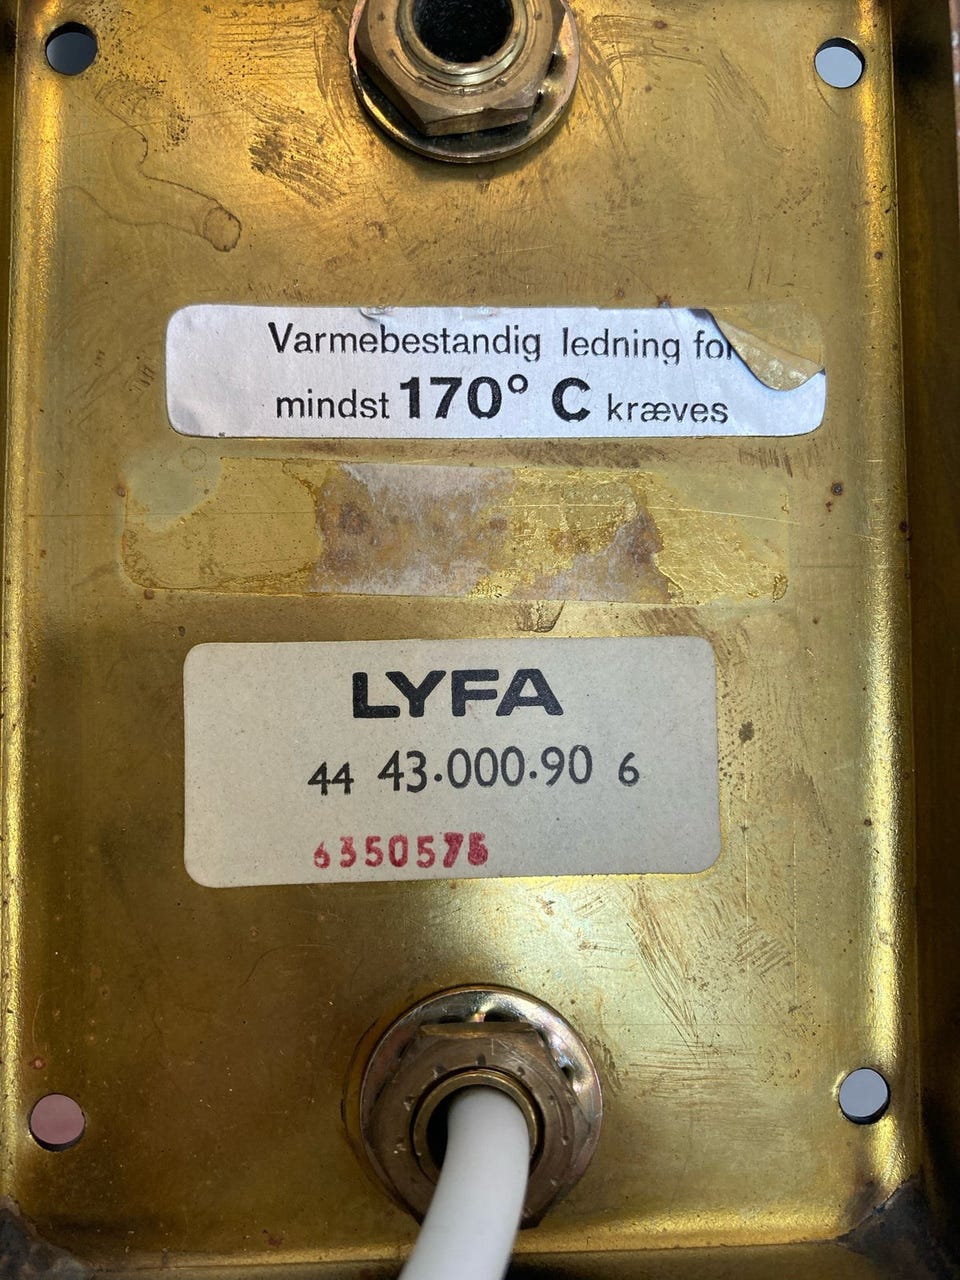 Varmebestandig ledning for
mindst 170° C kræves
LYFA
44 43.000.90 6
6350575